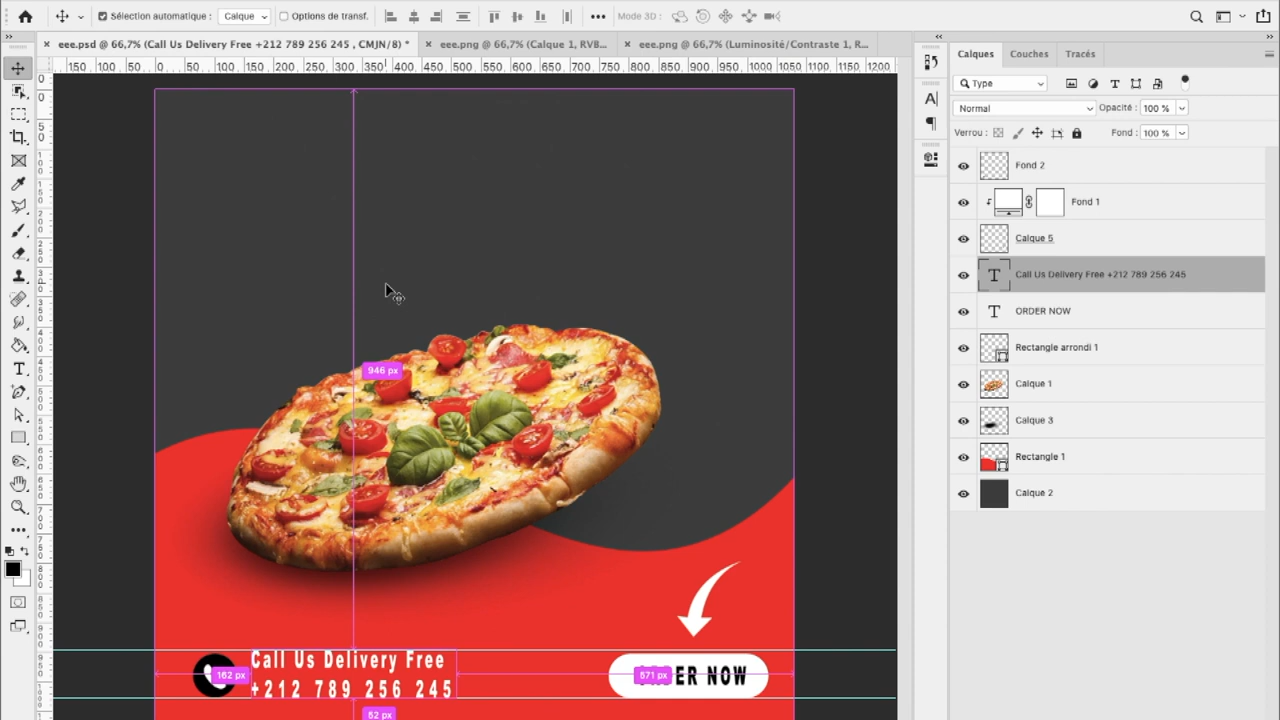 Sélection automatique : Calque Options de transf. Mode 3D :
eee.psd @ 66,7% (Call Us Delivery Free +212 789 256 245 , CMJN/8) * eee.png @ 66,7% (Calque 1, RVB... eee.png @ 66,7% (Luminosité/Contraste 1, R...
150 100 50 0 50 100 150 200 250 300 350 400 450 500 550 600 650 700 750 800 850 900 950 1000 1050 1100 1150 1200
Calques Couches Tracés
Type
Normal Opacité : 100 %
Verrou : Fond : 100 %
Fond 2
Fond 1
Calque 5
Call Us Delivery Free +212 789 256 245
ORDER NOW
Rectangle arrondi 1
Calque 1
Calque 3
Rectangle 1
Calque 2
946 px
Call Us Delivery Free
+212 789 256 245
162 px
571 px
ORDER NOW
52 px